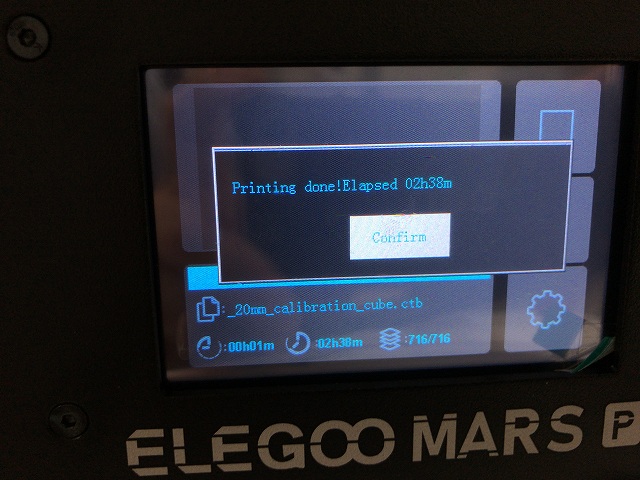 Printing done!Elapsed 02h38m
Confirm
:_20mm_calibration_cube.ctb
:00h01m :02h38m :716/716
ELEGOO MARS P